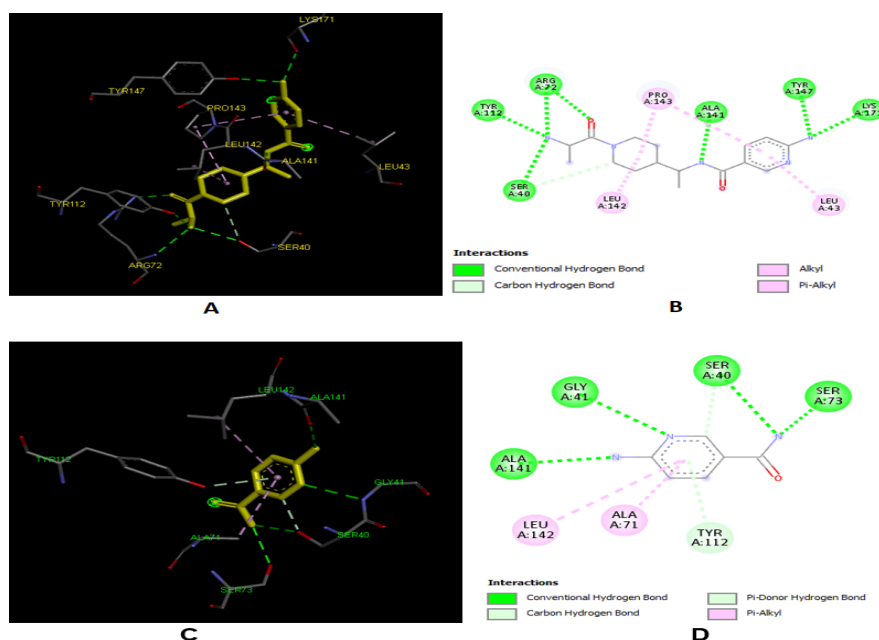 LYS171
TYR147
PRO143
LEU142
ALA141
LEU43
TYR112
SER40
ARG72
A
ARG
A:72
TYR
A:112
PRO
A:143
ALA
A:141
TYR
A:147
SER
A:40
LEU
A:142
LEU
A:43
Interactions
Conventional Hydrogen Bond
Carbon Hydrogen Bond
Alkyl
Pi-Alkyl
B
LEU142
ALA141
TYR112
GLY41
ALA71
SER40
SER73
C
SER
A:40
GLY
A:41
SER
A:73
ALA
A:141
LEU
A:142
ALA
A:71
TYR
A:112
Interactions
Conventional Hydrogen Bond
Carbon Hydrogen Bond
Pi-Donor Hydrogen Bond
Pi-Alkyl
D